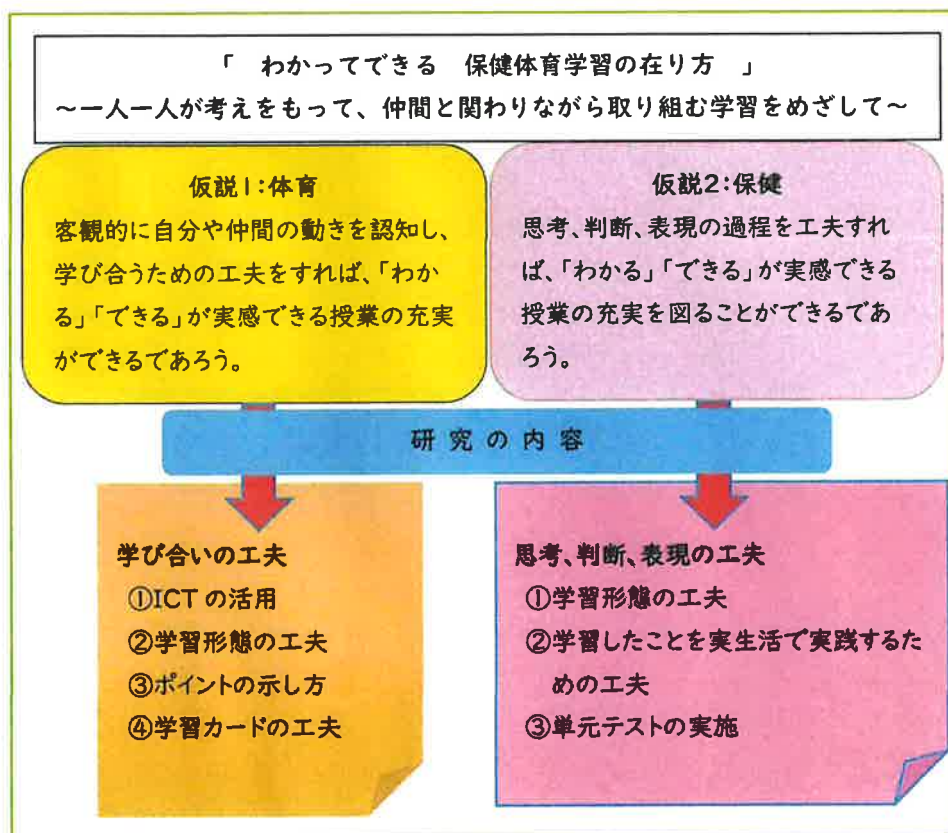 「　わかってできる　保健体育学習の在り方　」
～一人一人が考えをもって、仲間と関わりながら取り組む学習をめざして～
仮説1：体育
客観的に自分や仲間の動きを認知し、
学び合うための工夫をすれば、「わか
る」「できる」が実感できる授業の充実
ができるであろう。
仮説2：保健
思考、判断、表現の過程を工夫すれ
ば、「わかる」「できる」が実感できる
授業の充実を図ることができるであ
ろう。
研 究 の 内 容
学び合いの工夫
①ICT の活用
②学習形態の工夫
③ポイントの示し方
④学習カードの工夫
思考、判断、表現の工夫
①学習形態の工夫
②学習したことを実生活で実践するた
めの工夫
③単元テストの実施